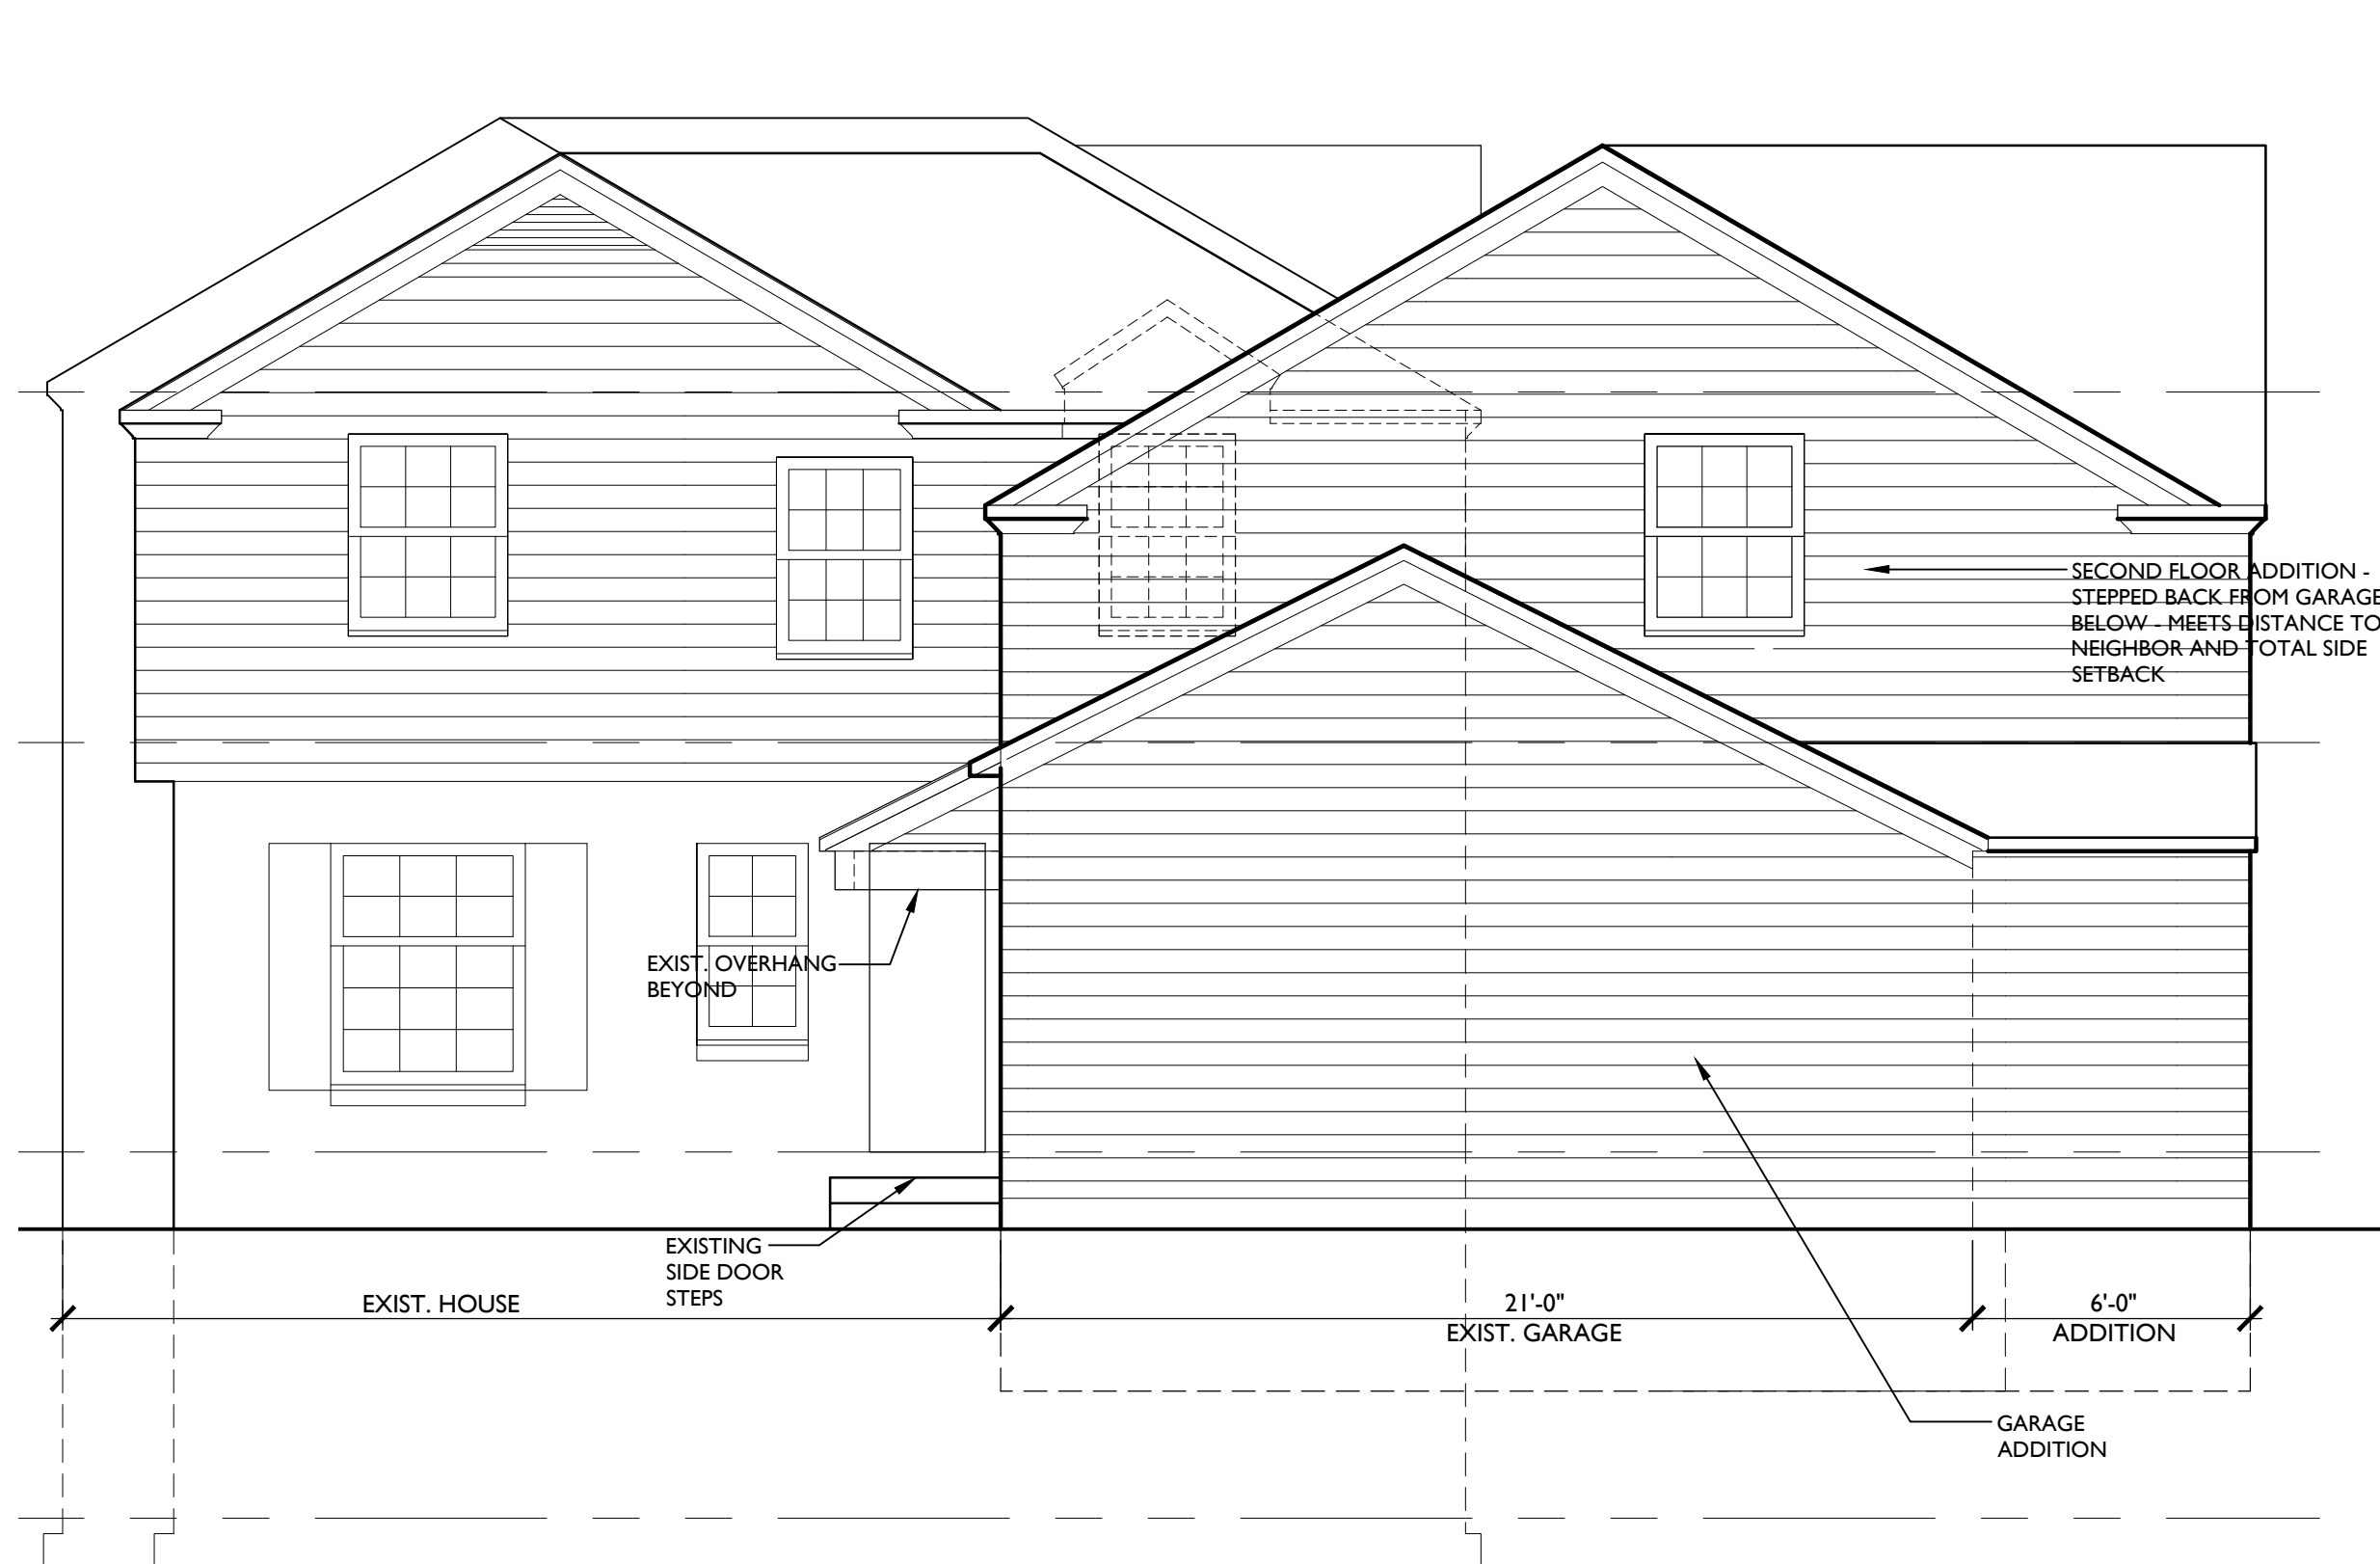 SECOND FLOOR ADDITION -
STEPPED BACK FROM GARAGE
BELOW - MEETS DISTANCE TO
NEIGHBOR AND TOTAL SIDE
SETBACK
EXIST. OVERHANG
BEYOND
EXISTING
SIDE DOOR
STEPS
EXIST. HOUSE
21'-0"
EXIST. GARAGE
6'-0"
ADDITION
GARAGE
ADDITION